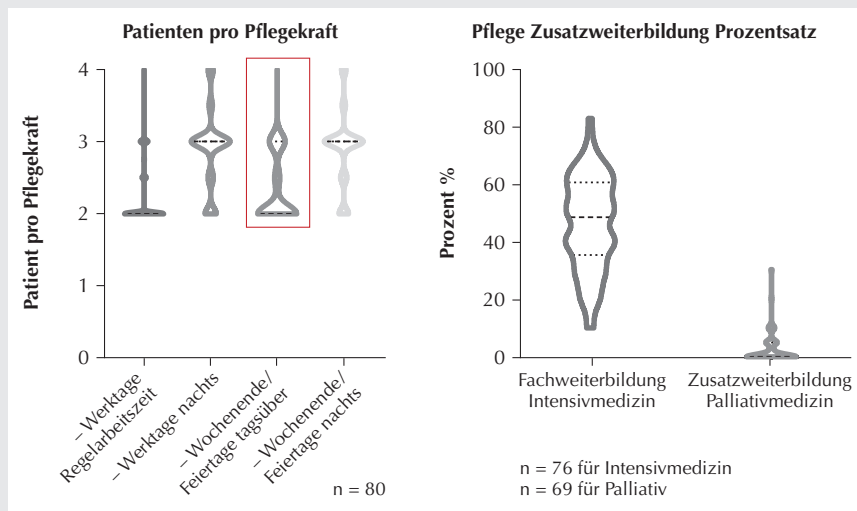 Patienten pro Pflegekraft
Patient pro Pflegekraft
4
3
2
1
0
– Werktage
Regelarbeitszeit
– Werktage nachts
– Wochenende/
Feiertage tagsüber
– Wochenende/
Feiertage nachts
n = 80
Pflege Zusatzweiterbildung Prozentsatz
Prozent %
100
80
60
40
20
0
Fachweiterbildung
Intensivmedizin
Zusatzweiterbildung
Palliativmedizin
n = 76 für Intensivmedizin
n = 69 für Palliativ